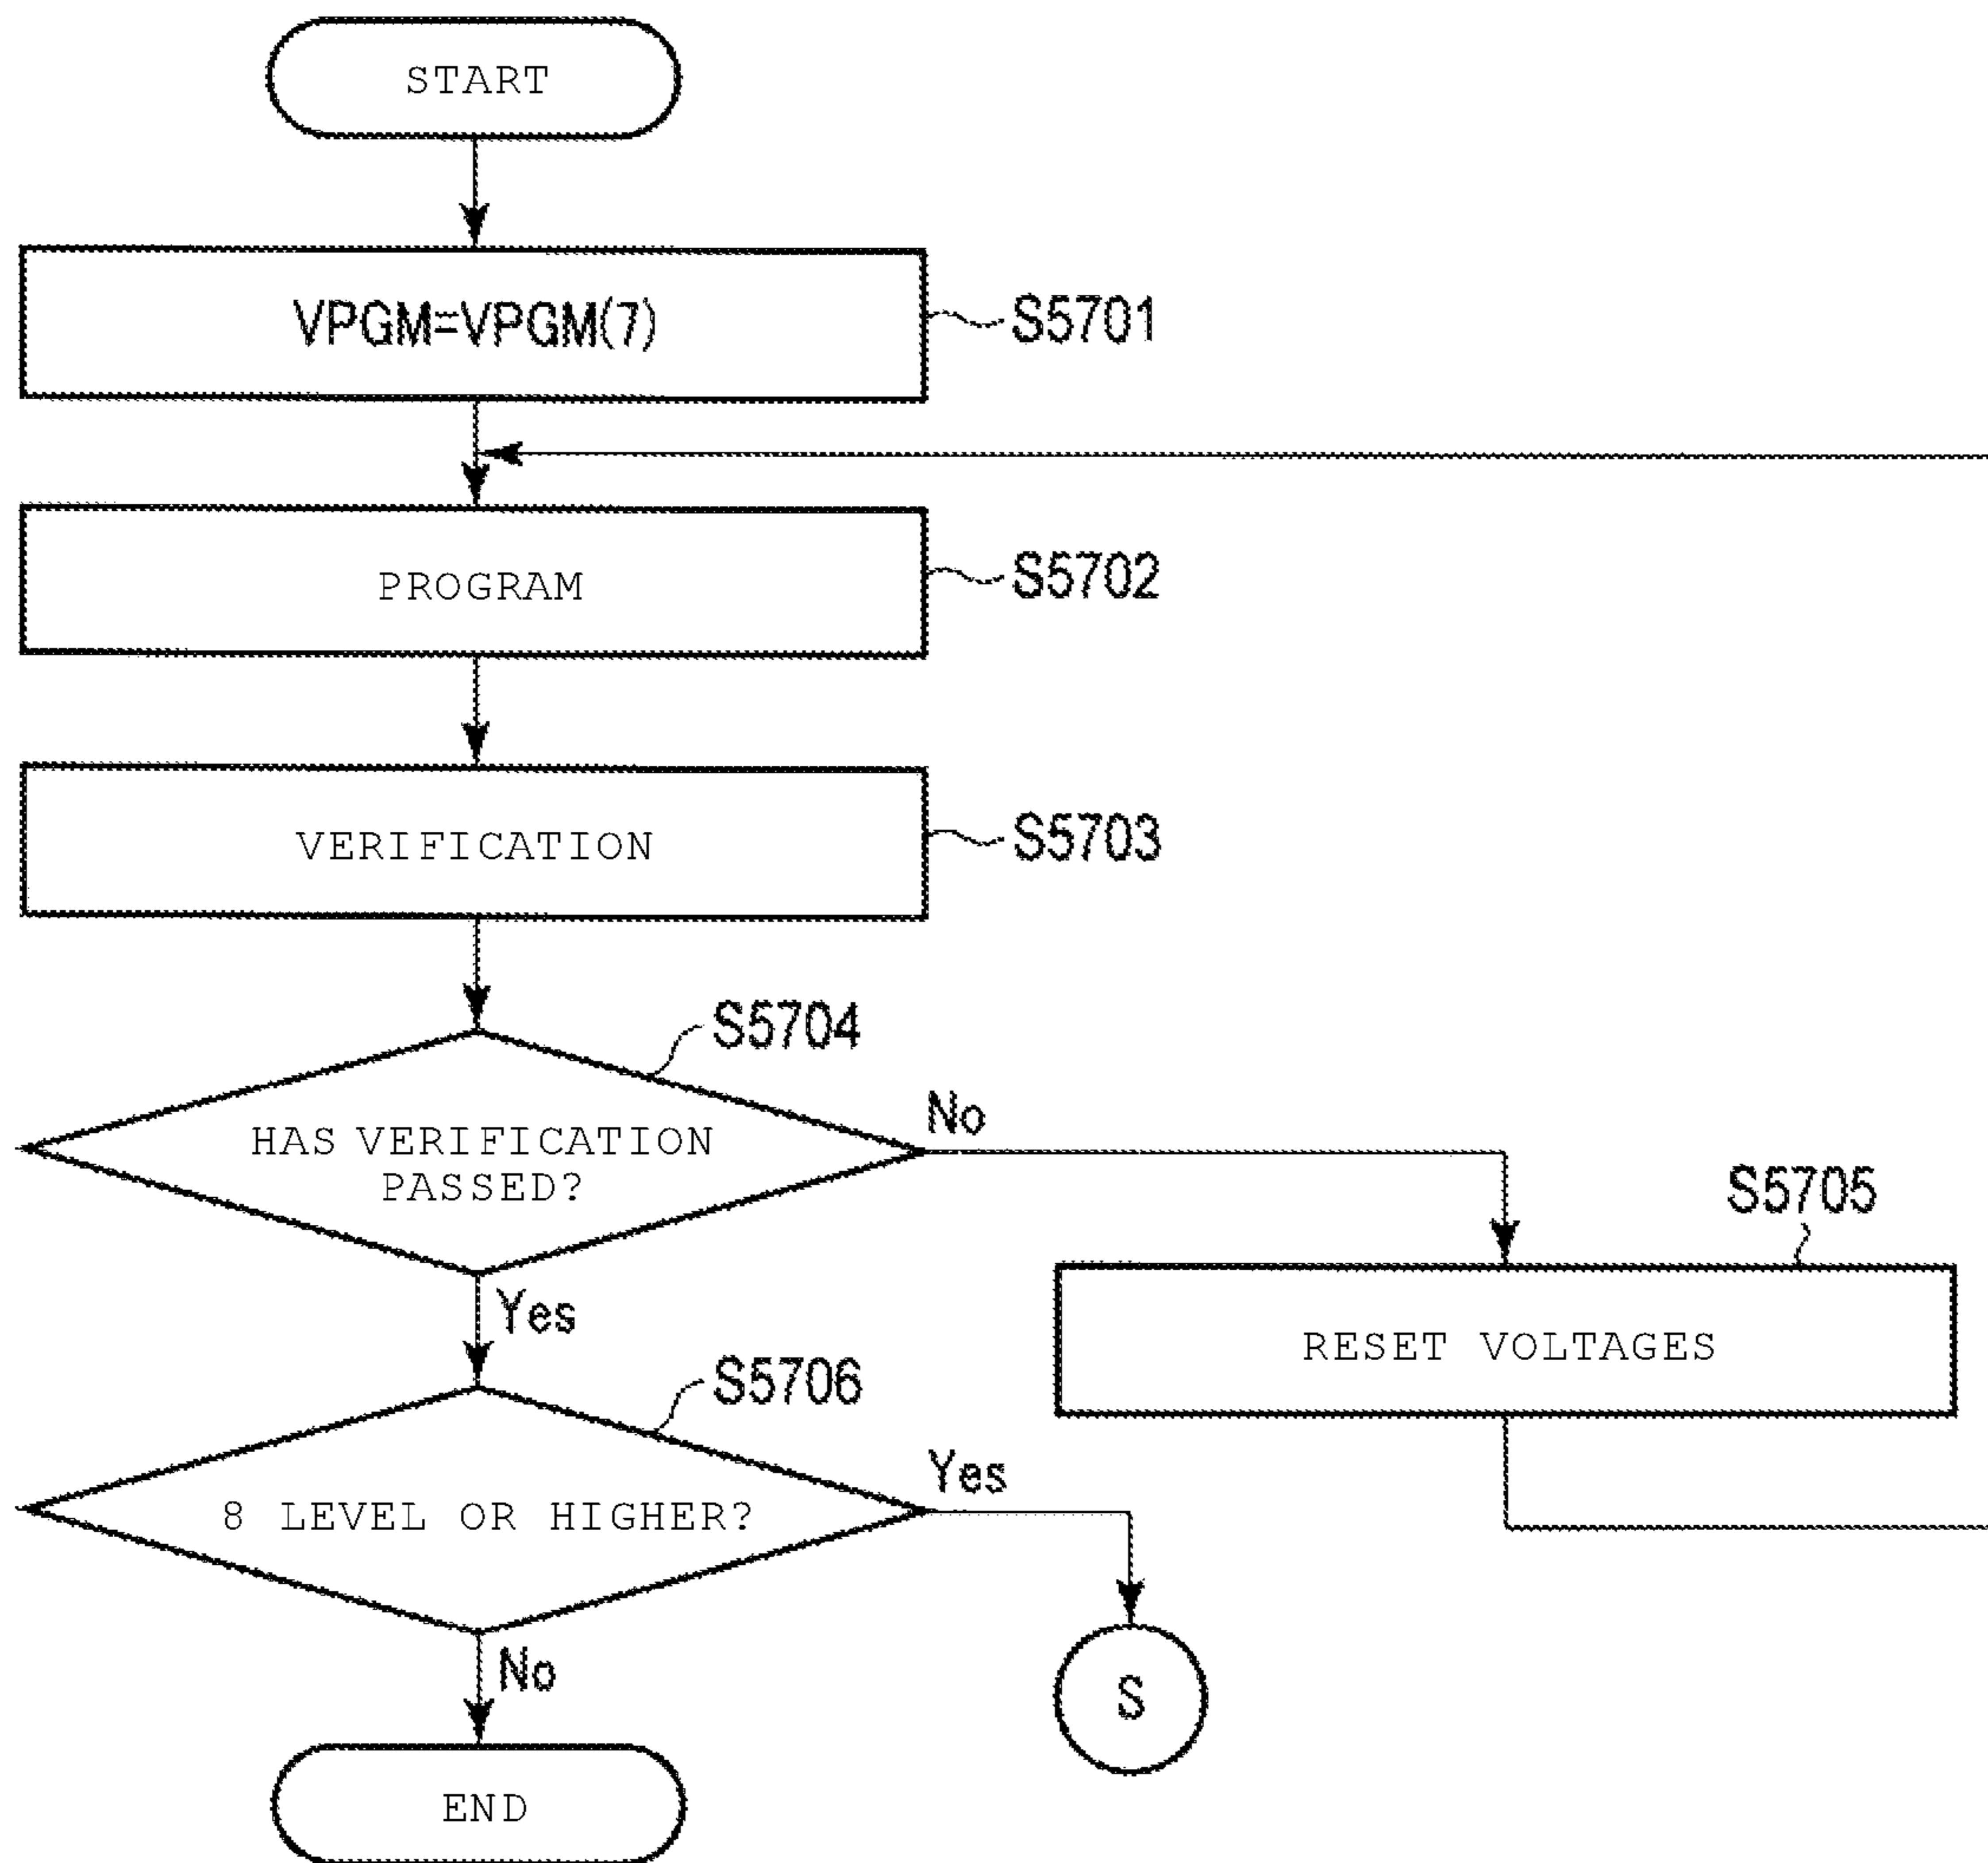 START
VPGM=VPGM(7)
S5701
PROGRAM
S5702
VERIFICATION
S5703
S5704
HAS VERIFICATION
PASSED?
No
S5705
RESET VOLTAGES
Yes
S5706
8 LEVEL OR HIGHER?
Yes
S
No
END